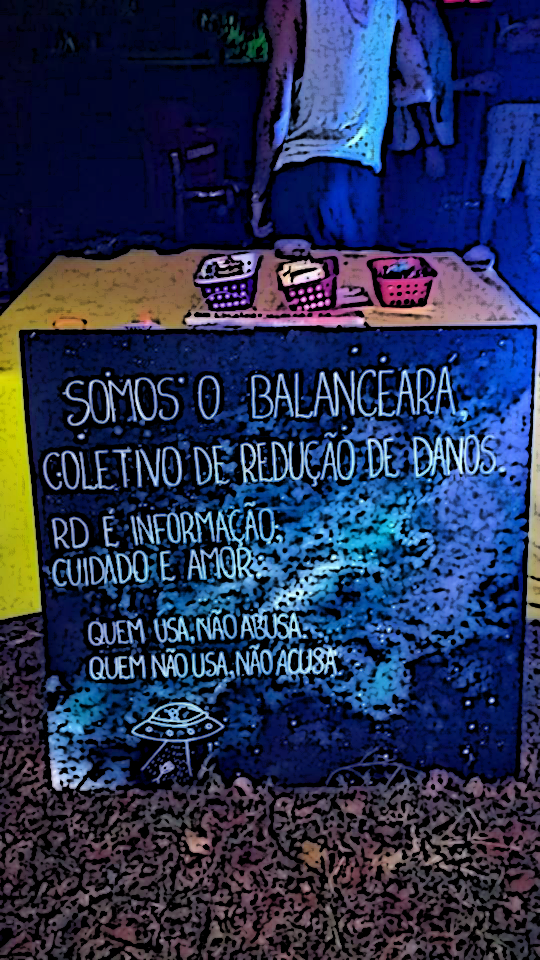 SOMOS O BALANCEARÁ,
COLETIVO DE REDUÇÃO DE DANOS.
RD É INFORMAÇÃO,
CUIDADO E AMOR.
QUEM USA, NÃO ABUSA.
QUEM NÃO USA, NÃO ACUSA.